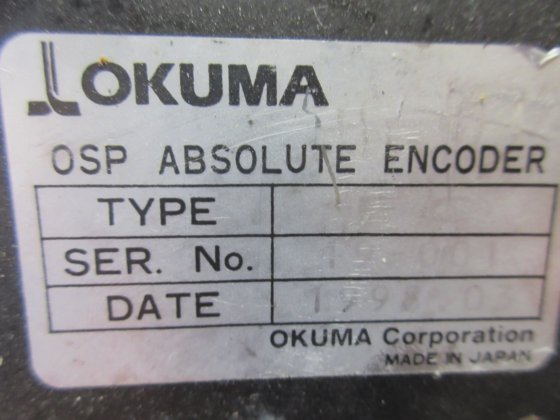 OKUMA
OSP ABSOLUTE ENCODER
TYPE
SER. No.
DATE
OKUMA Corporation
MADE IN JAPAN